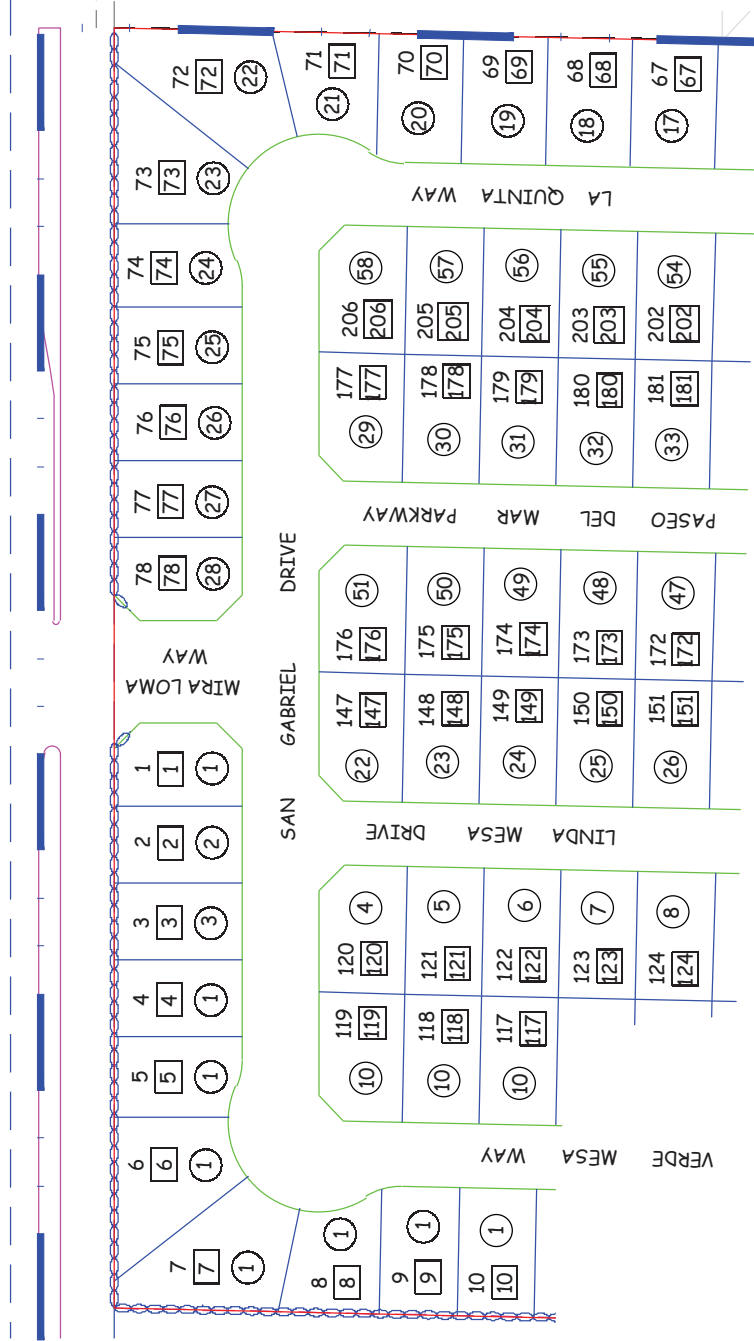 72 72 22
71 71 21
70 70 20
69 69 19
68 68 18
67 67 17
73 73 23
74 74 24
75 75 25
76 76 26
77 77 27
78 78 28
LA QUINTA WAY
206 206 58
205 205 57
204 204 56
203 203 55
202 202 54
177 177 29
178 178 30
179 179 31
180 180 32
181 181 33
PASEO DEL MAR PARKWAY
MIRA LOMA WAY
SAN GABRIEL DRIVE
176 176 51
175 175 50
174 174 49
173 173 48
172 172 47
147 147 22
148 148 23
149 149 24
150 150 25
151 151 26
LINDA MESA DRIVE
1 1 1
2 2 2
3 3 3
4 4 1
5 5 1
6 6 1
7 7 1
8 8 1
9 9 1
10 10 1
120 120 4
121 121 5
122 122 6
123 123 7
124 124 8
119 119 10
118 118 10
117 117 10
VERDE MESA WAY